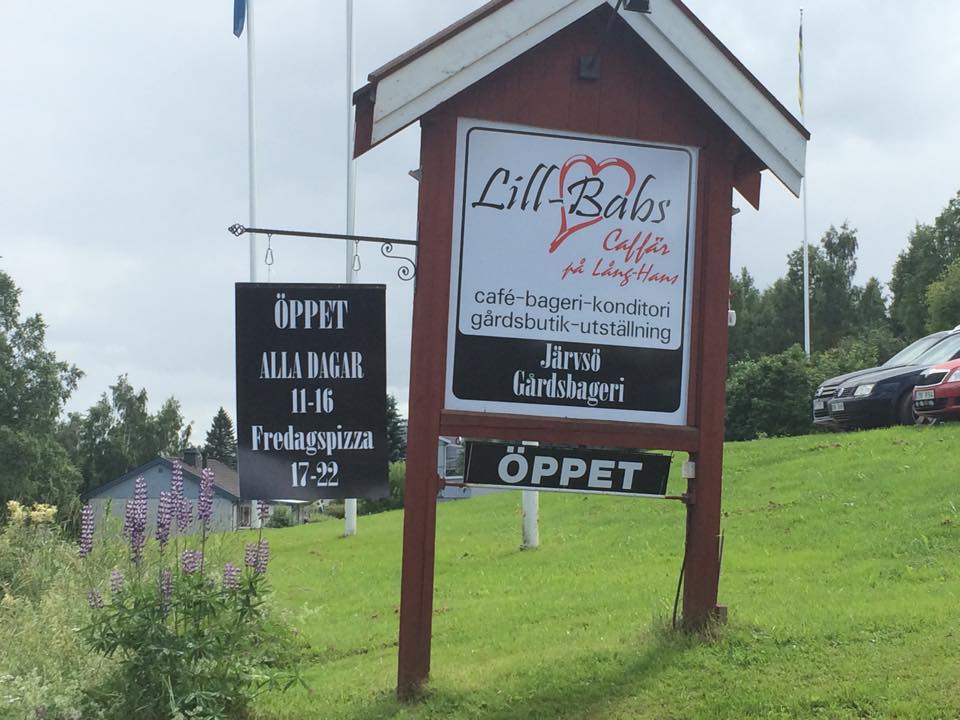 ÖPPET
ALLA DAGAR
11-16
Fredagspizza
17-22
Lill-Babs
Caffär
på Lång-Hans
café-bageri-konditori
gårdsbutik-utställning
Järvsö
Gårdsbageri
ÖPPET